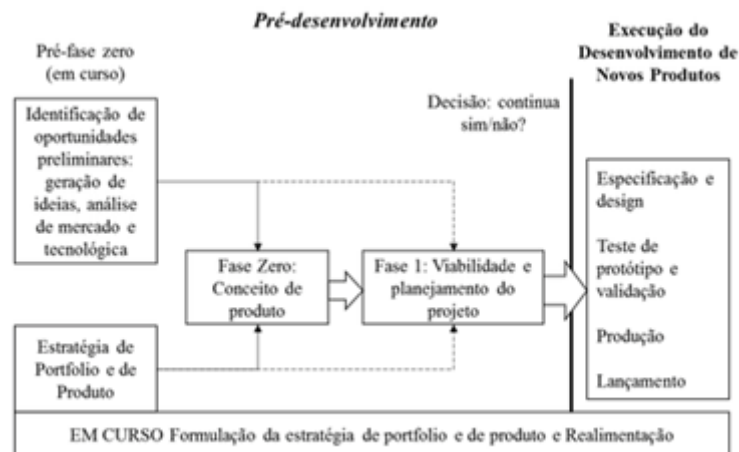 Pré-desenvolvimento
Execução do
Desenvolvimento de
Novos Produtos
Pré-fase zero
(em curso)
Identificação de
oportunidades
preliminares:
geração de
ideias, análise
de mercado e
tecnológica
Decisão: continua
sim/não?
Fase Zero:
Conceito de
produto
Fase 1: Viabilidade e
planejamento do
projeto
Especificação e
design
Teste de
protótipo e
validação
Produção
Lançamento
Estratégia de
Portfolio e de
Produto
EM CURSO Formulação da estratégia de portfolio e de produto e Realimentação